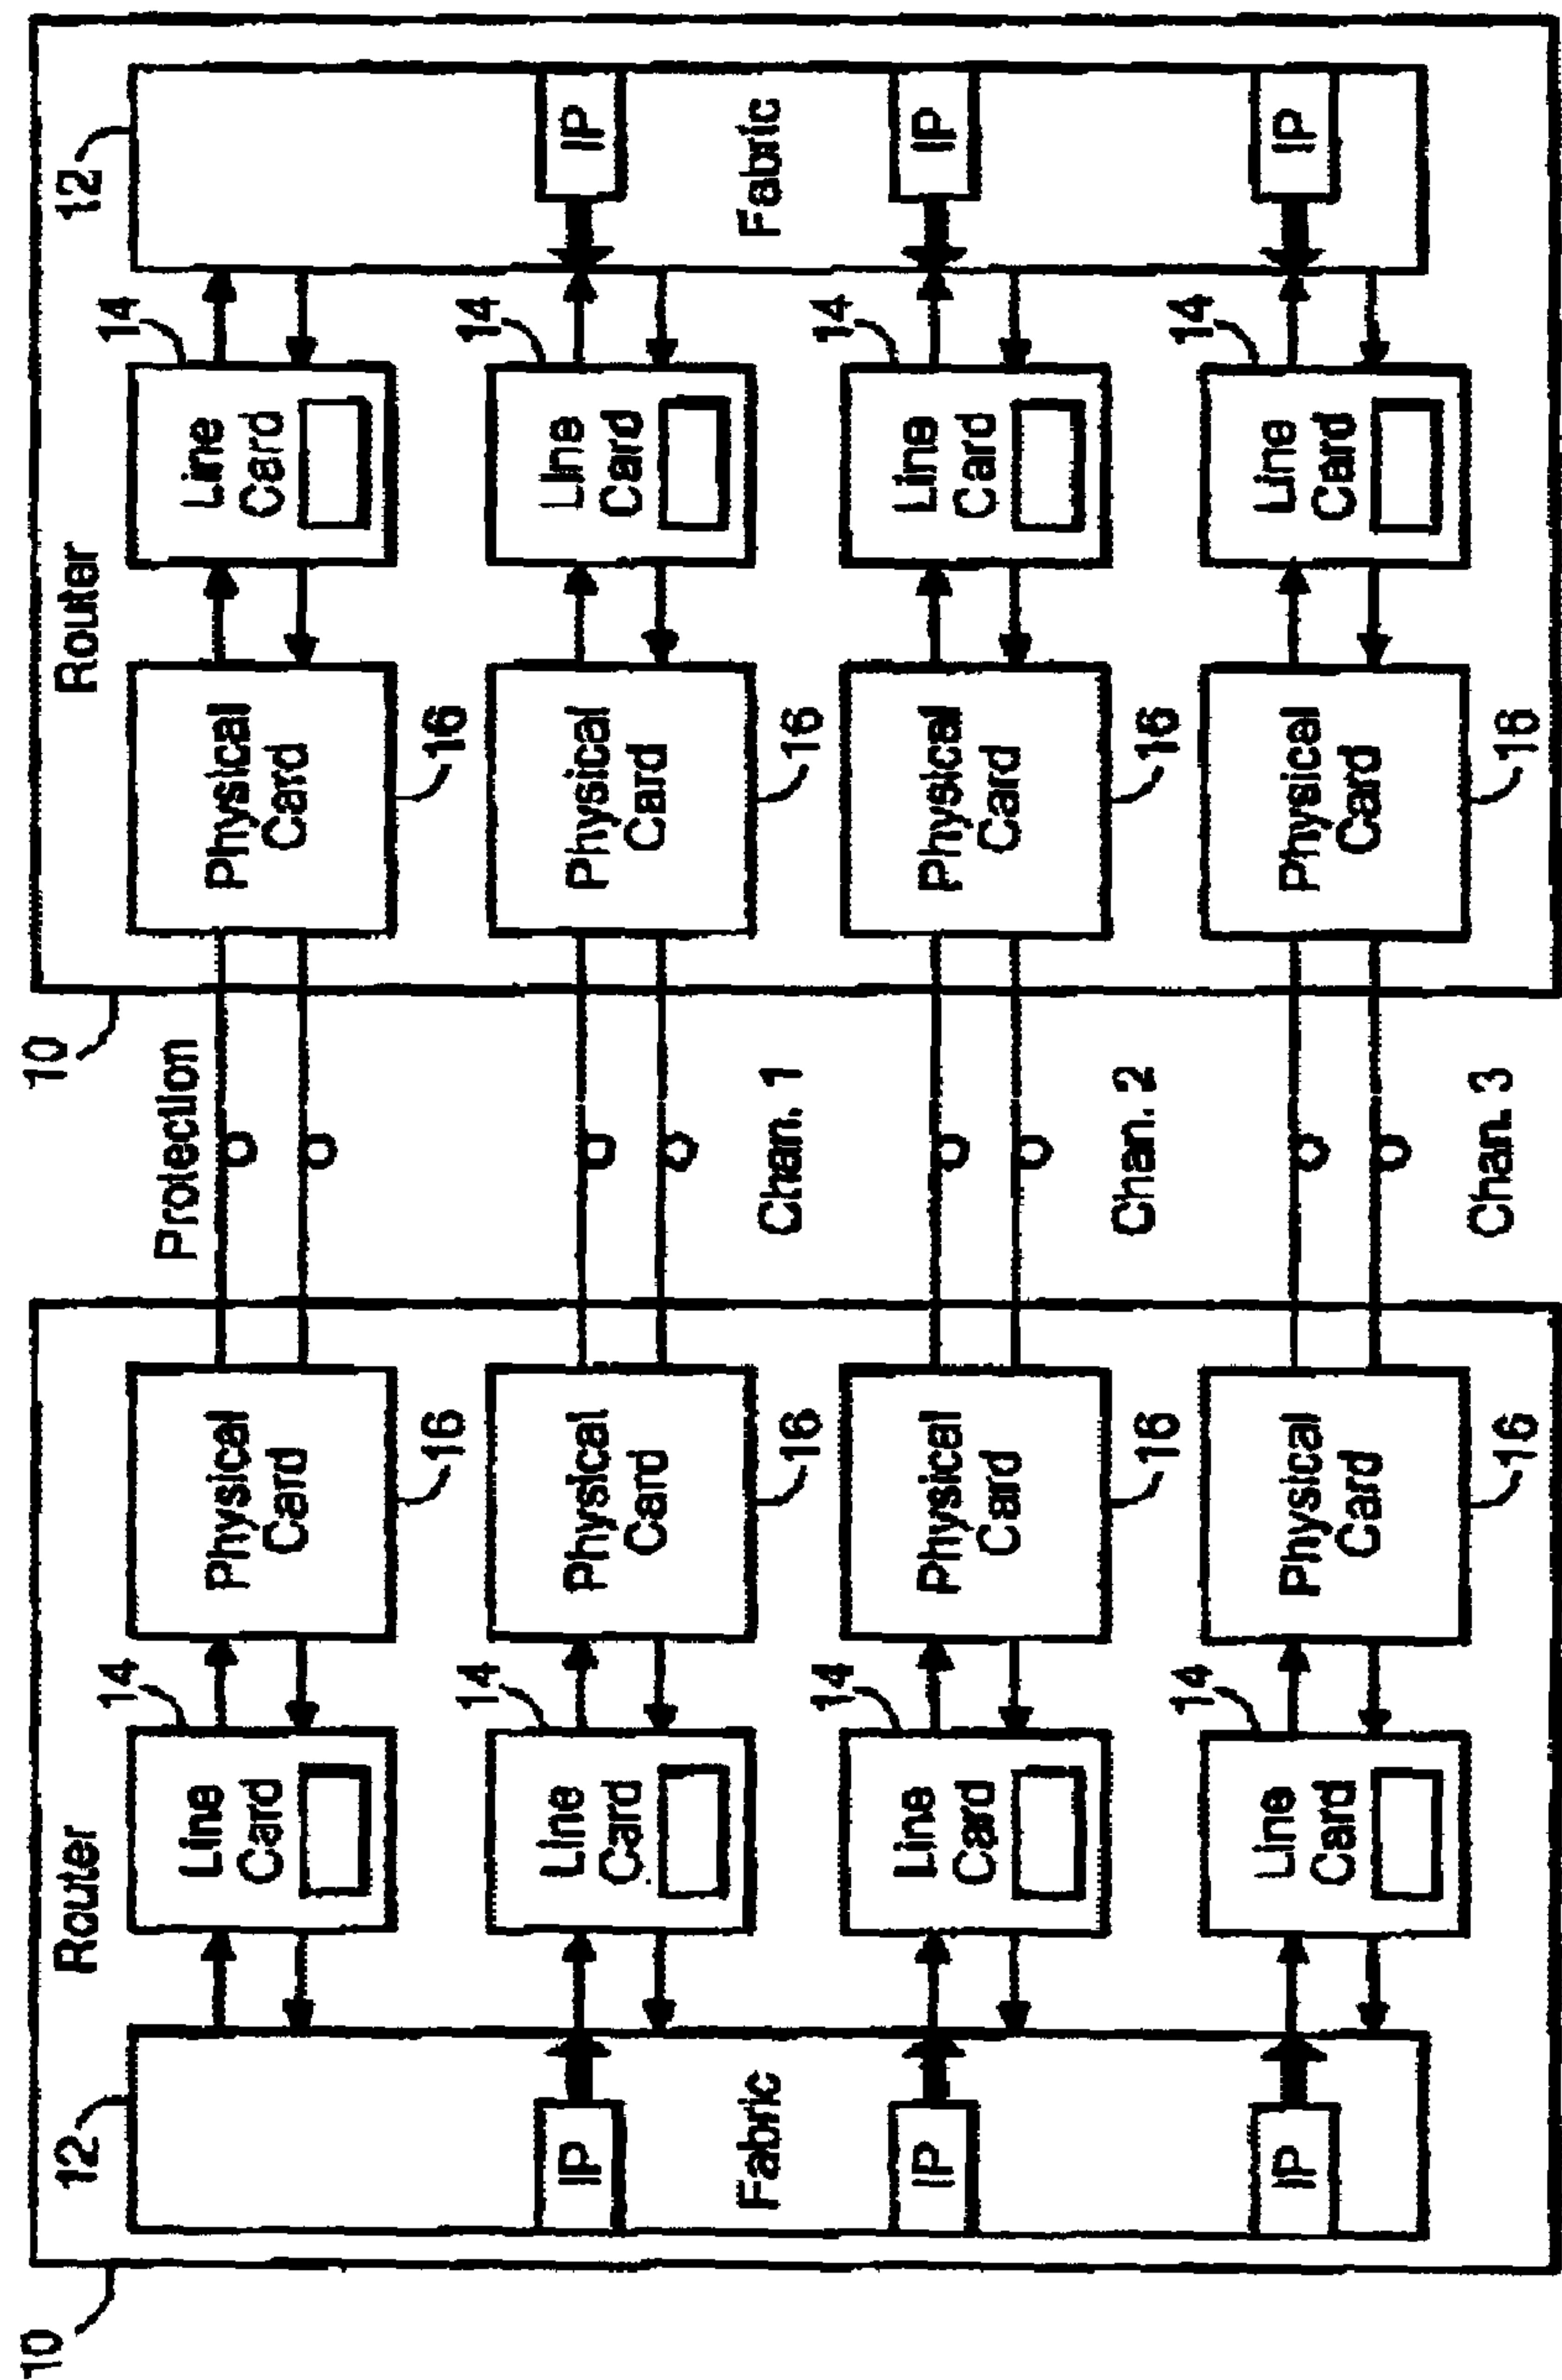 10 10
12 Router Router 12
14 14
Protection
Line Physical Physical Line
Card Card Card Card
16 16
14 14
IP Line Physical Physical Line IP
Card Card Card Card
Fabric Chan. 1 Fabric
16 16
14 14
IP Line Physical Physical Line IP
Card Card Card Card
Chan. 2
16 16
14 14
IP Line Physical Physical Line IP
Card Card Card Card
Chan. 3
16 16